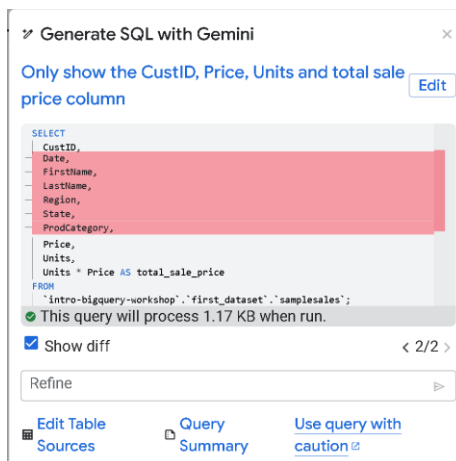 Generate SQL with Gemini
Only show the CustID, Price, Units and total sale
price column
Edit
SELECT
CustID,
Date,
FirstName,
LastName,
Region,
State,
ProdCategory,
Price,
Units,
Units * Price AS total_sale_price
FROM
`intro-bigquery-workshop`.`first_dataset`.`samplesales`;
This query will process 1.17 KB when run.
Show diff
< 2/2 >
Refine
Edit Table
Sources
Query
Summary
Use query with
caution